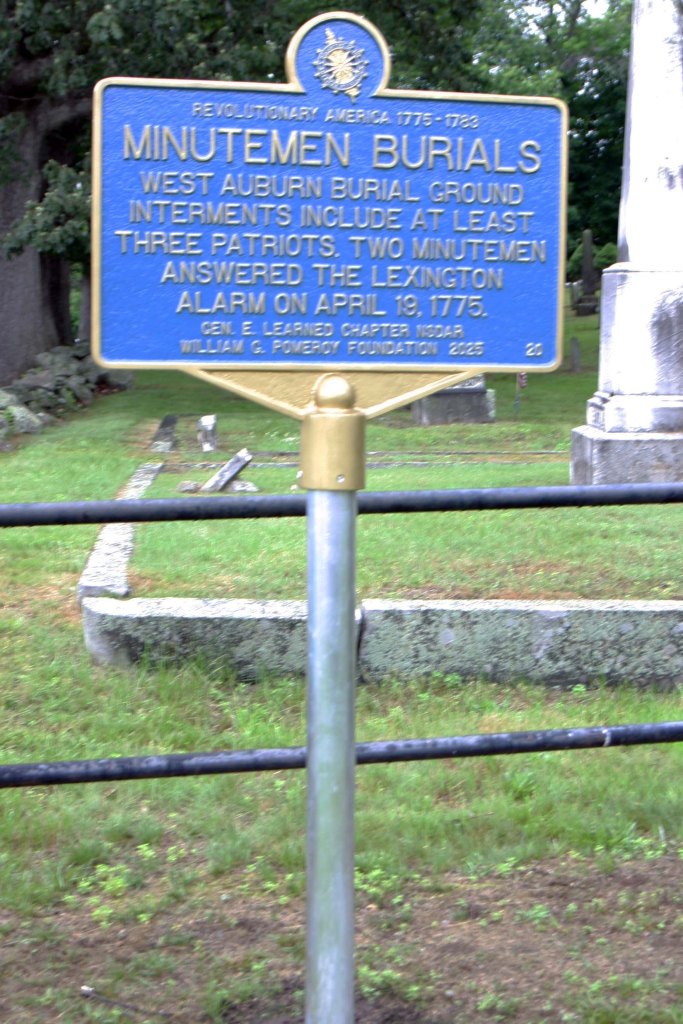 REVOLUTIONARY AMERICA 1775-1783
MINUTEMEN BURIALS
WEST AUBURN BURIAL GROUND
INTERMENTS INCLUDE AT LEAST
THREE PATRIOTS. TWO MINUTEMEN
ANSWERED THE LEXINGTON
ALARM ON APRIL 19, 1775.
GEN. E. LEARNED CHAPTER NSDAR
WILLIAM G. POMEROY FOUNDATION 2025 20